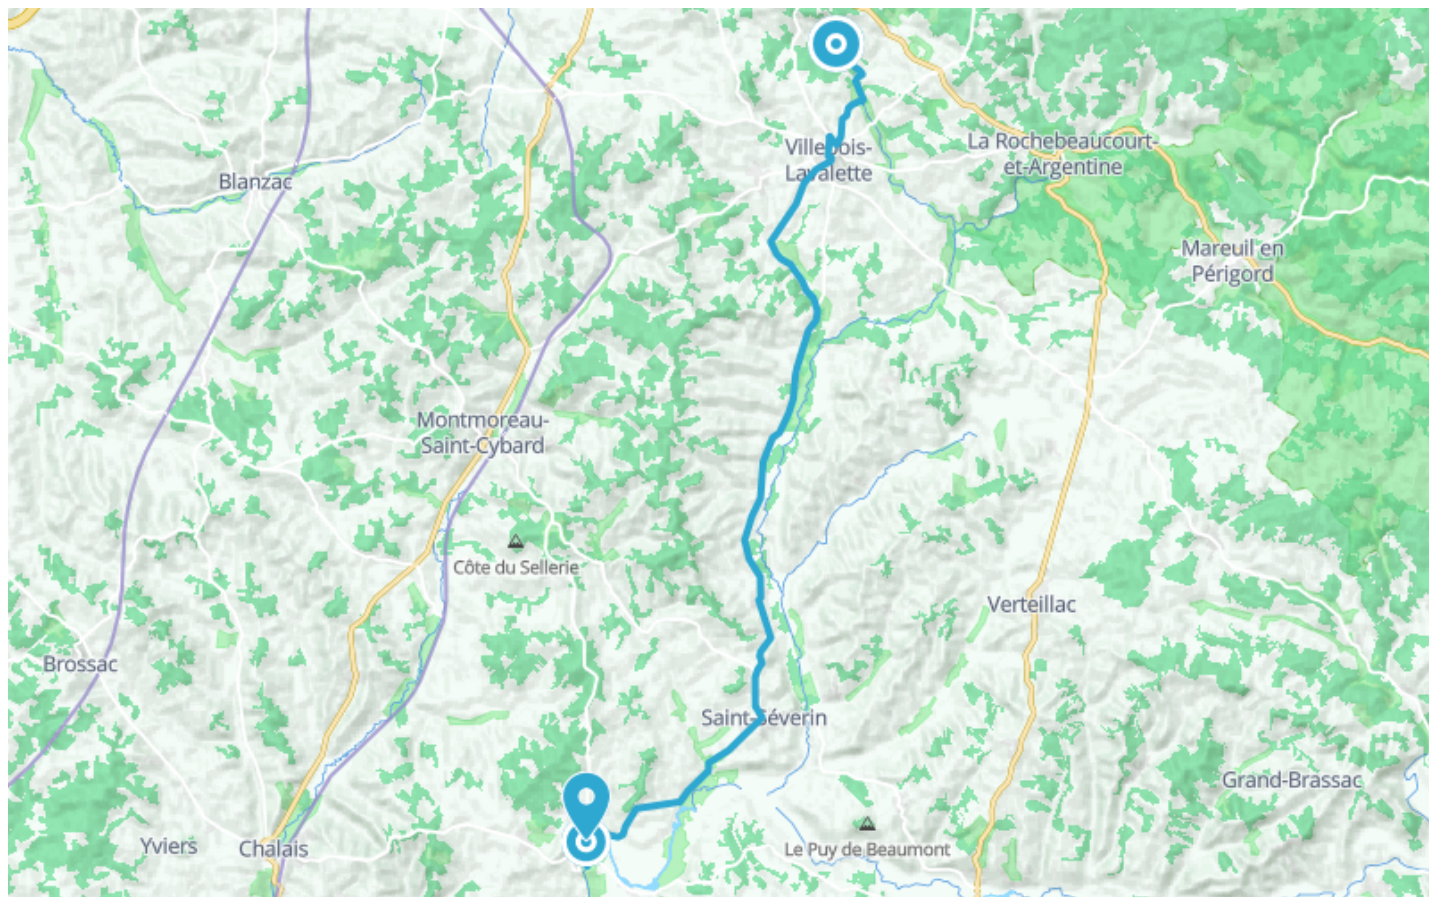 Villebois-
Lavalette
La Rochebeaucourt-
et-Argentine
Blanzac
Mareuil en
Périgord
Montmoreau-
Saint-Cybard
Côte du Sellerie
Verteillac
Brossac
Saint-Séverin
Grand-Brassac
Yviers
Chalais
Le Puy de Beaumont